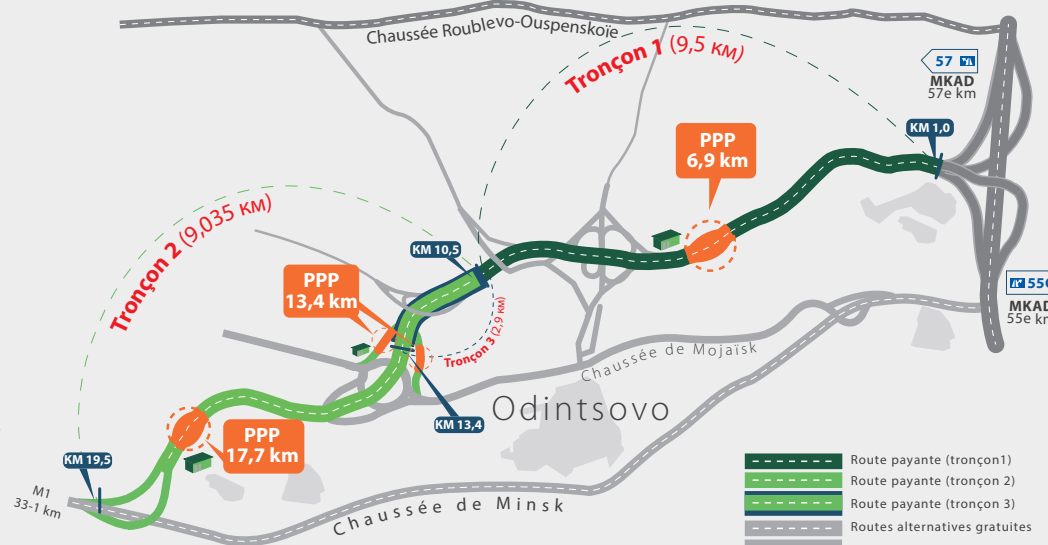 Chaussée Roublevo-Ouspenskoïe
Tronçon 1 (9,5 км)
57
MKAD
57e km
KM 1,0
PPP
6,9 km
Tronçon 2 (9,035 км)
KM 10,5
PPP
13,4 km
Tronçon 3 (2,9 км)
MKAD
55e km
Chaussée de Mojaïsk
Odintsovo
KM 13,4
PPP
17,7 km
KM 19,5
M1
33-1 km
Chaussée de Minsk
Route payante (tronçon1)
Route payante (tronçon 2)
Route payante (tronçon 3)
Routes alternatives gratuites